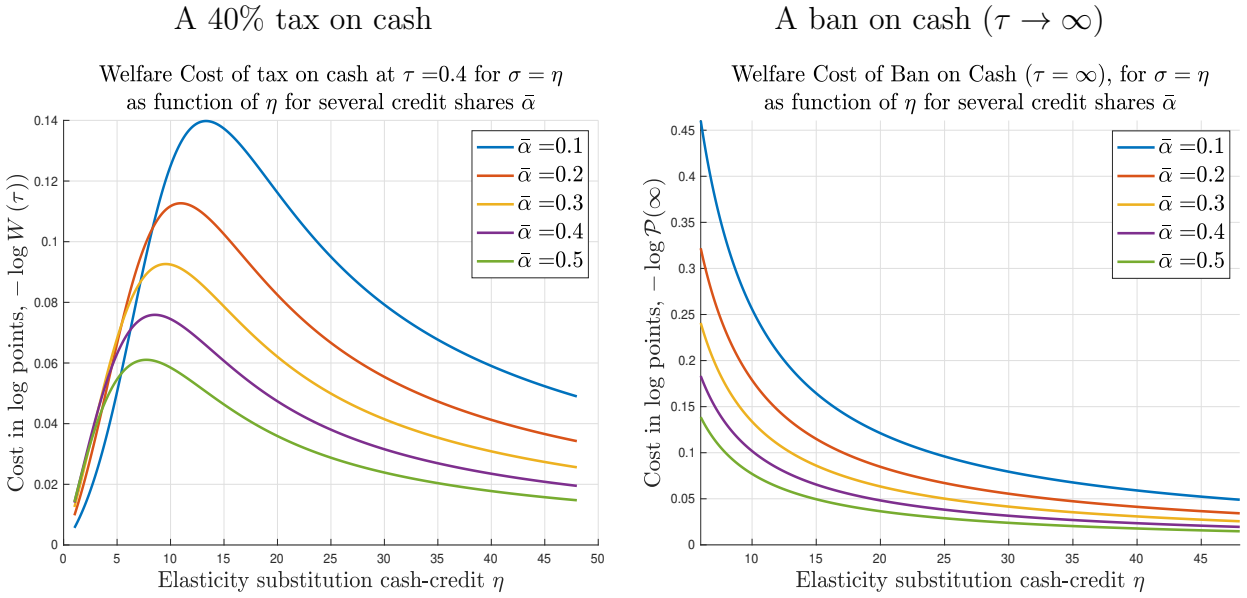 A 40% tax on cash
Welfare Cost of tax on cash at τ =0.4 for σ = η
as function of η for several credit shares ᾱ
Cost in log points, − log W (τ))
0.14
0.12
0.1
0.08
0.06
0.04
0.02
0
ᾱ =0.1
ᾱ =0.2
ᾱ =0.3
ᾱ =0.4
ᾱ =0.5
0 5 10 15 20 25 30 35 40 45 50
Elasticity substitution cash-credit η
A ban on cash (τ → ∞)
Welfare Cost of Ban on Cash (τ = ∞), for σ = η
as function of η for several credit shares ᾱ
Cost in log points, − log 𝒫(∞)
0.45
0.4
0.35
0.3
0.25
0.2
0.15
0.1
0.05
0
ᾱ =0.1
ᾱ =0.2
ᾱ =0.3
ᾱ =0.4
ᾱ =0.5
10 15 20 25 30 35 40 45
Elasticity substitution cash-credit η